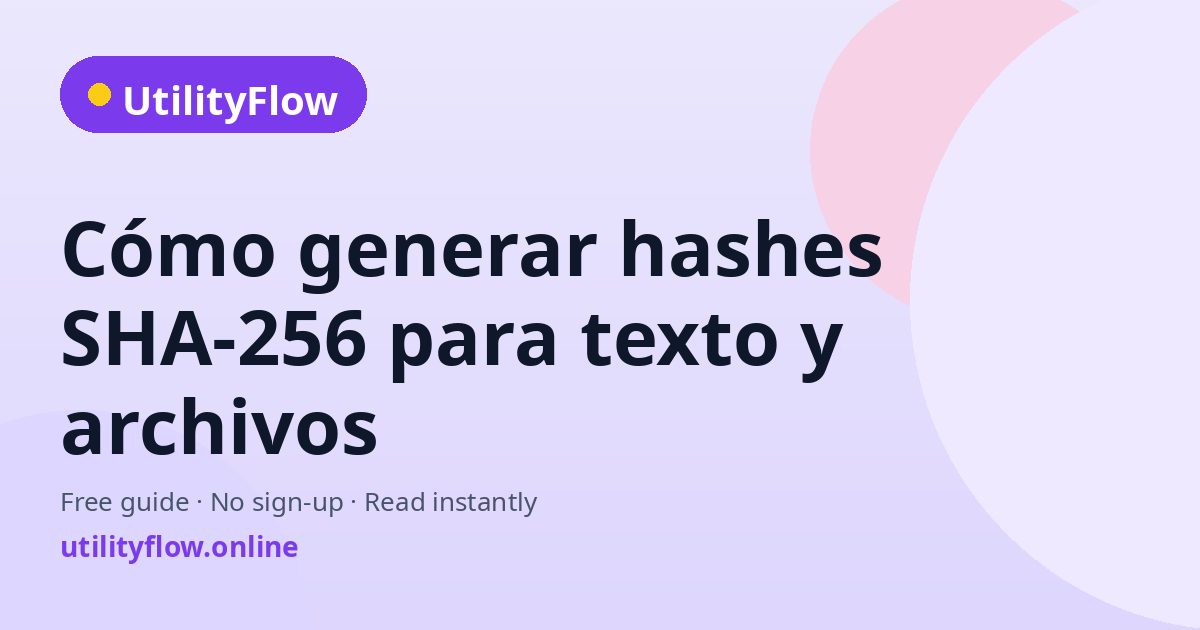 UtilityFlow
Cómo generar hashes
SHA-256 para texto y
archivos
Free guide · No sign-up · Read instantly
utilityflow.online